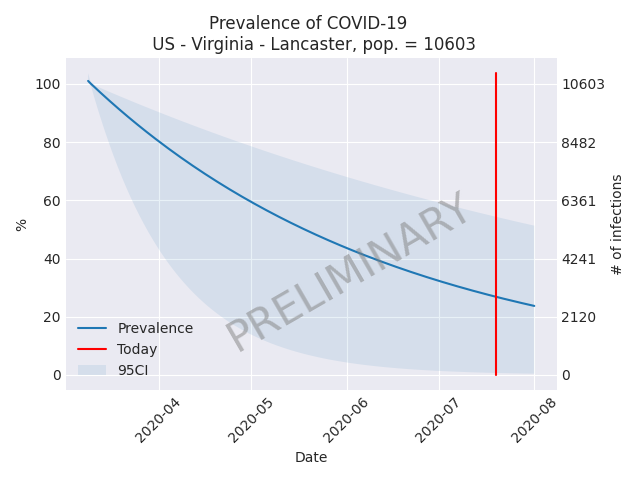 Prevalence of COVID-19
US - Virginia - Lancaster, pop. = 10603
100
80
60
40
20
0
%
10603
8482
6361
4241
2120
0
# of infections
PRELIMINARY
Prevalence
Today
95CI
2020-04
2020-05
2020-06
2020-07
2020-08
Date